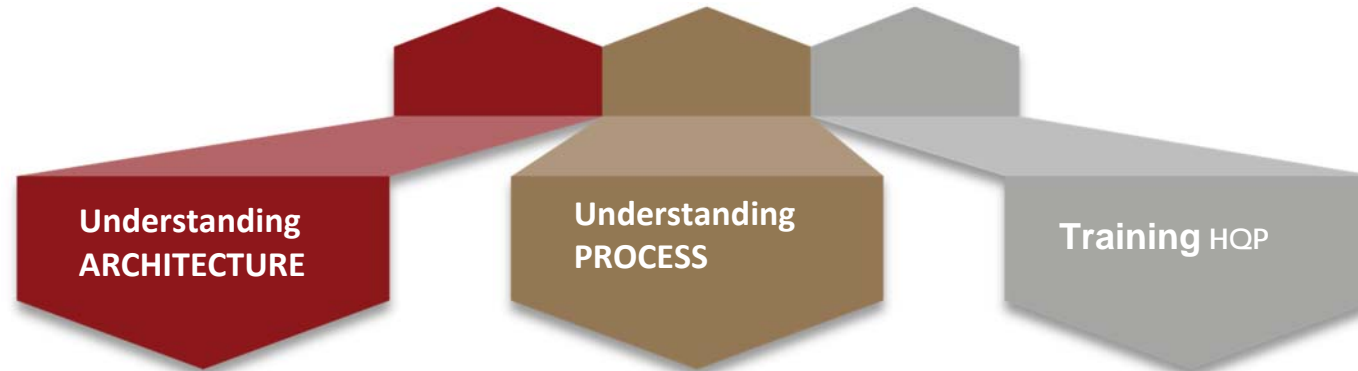 Understanding
ARCHITECTURE
Understanding
PROCESS
Training HQP